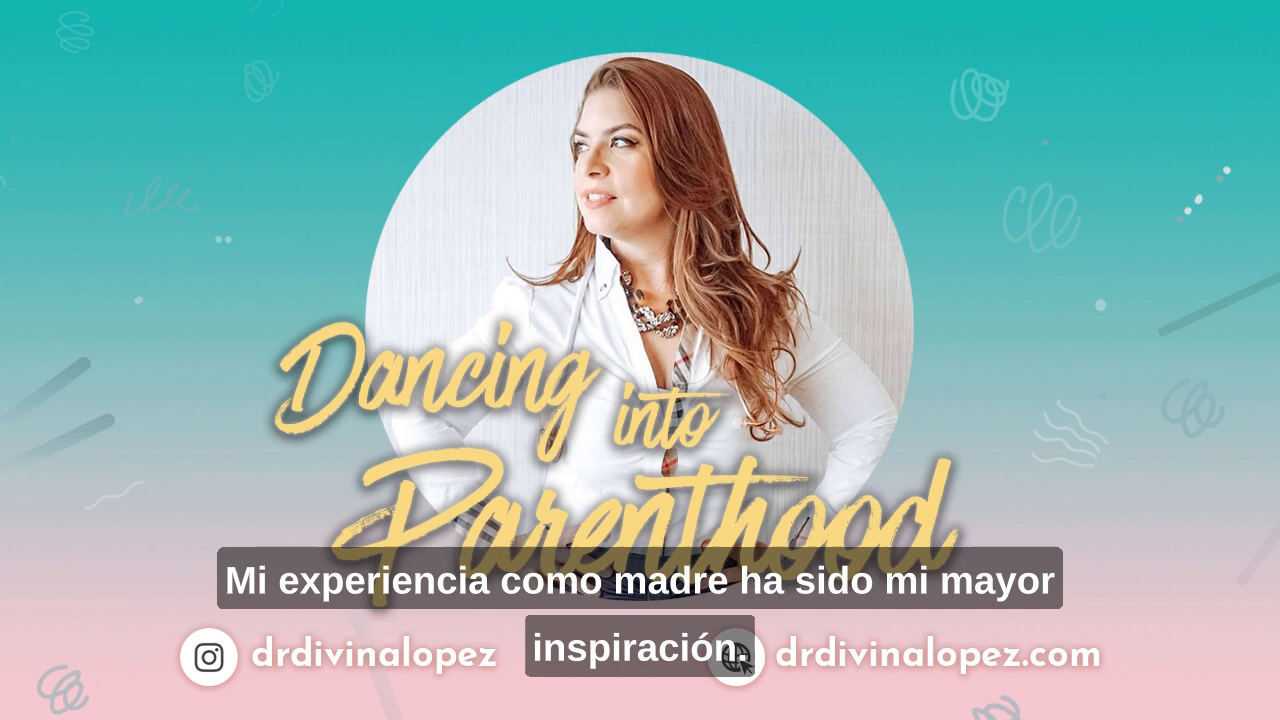 Dancing
into
Parenthood
Mi experiencia como madre ha sido mi mayor
inspiración.
drdivinalopez
drdivinalopez.com